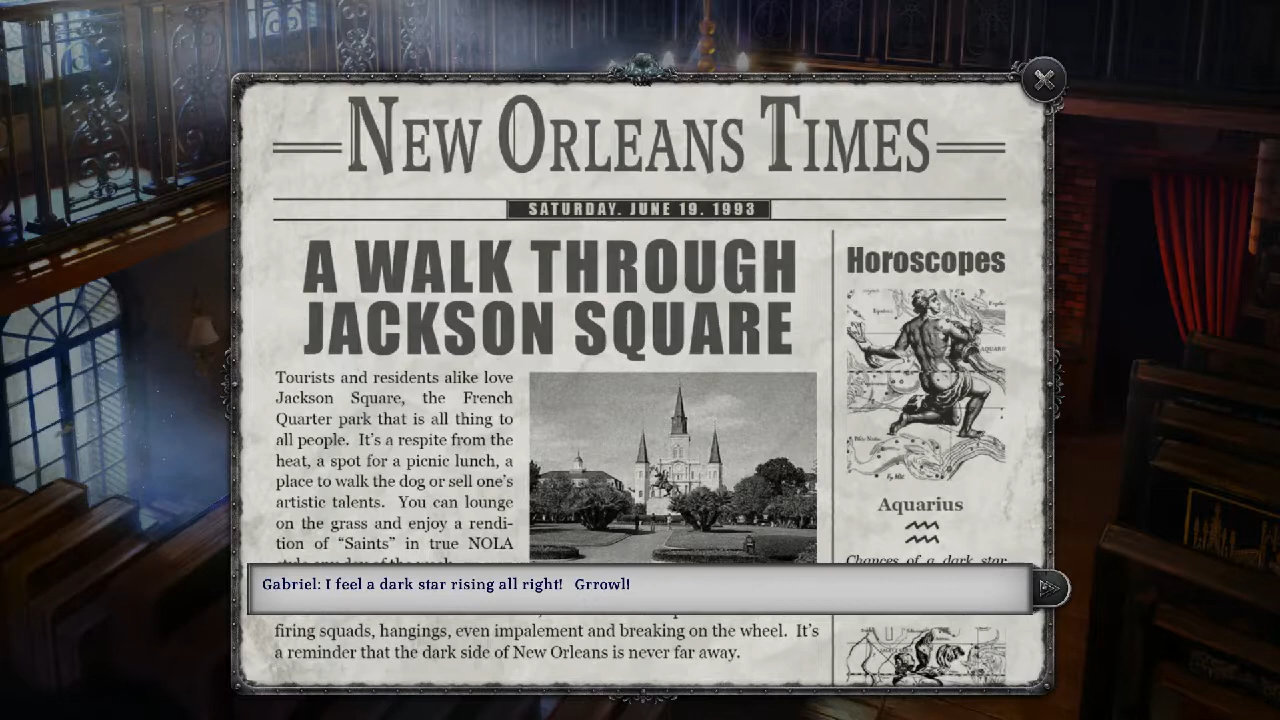 New Orleans Times
SATURDAY. JUNE 19. 1993
A WALK THROUGH
JACKSON SQUARE
Tourists and residents alike love
Jackson Square, the French
Quarter park that is all thing to
all people. It's a respite from the
heat, a spot for a picnic lunch, a
place to walk the dog or sell one's
artistic talents. You can lounge
on the grass and enjoy a rendi-
tion of “Saints” in true NOLA
firing squads, hangings, even impalement and breaking on the wheel. It's
a reminder that the dark side of New Orleans is never far away.
Horoscopes
Aquarius
Chances of a dark star
Gabriel: I feel a dark star rising all right! Grrowl!